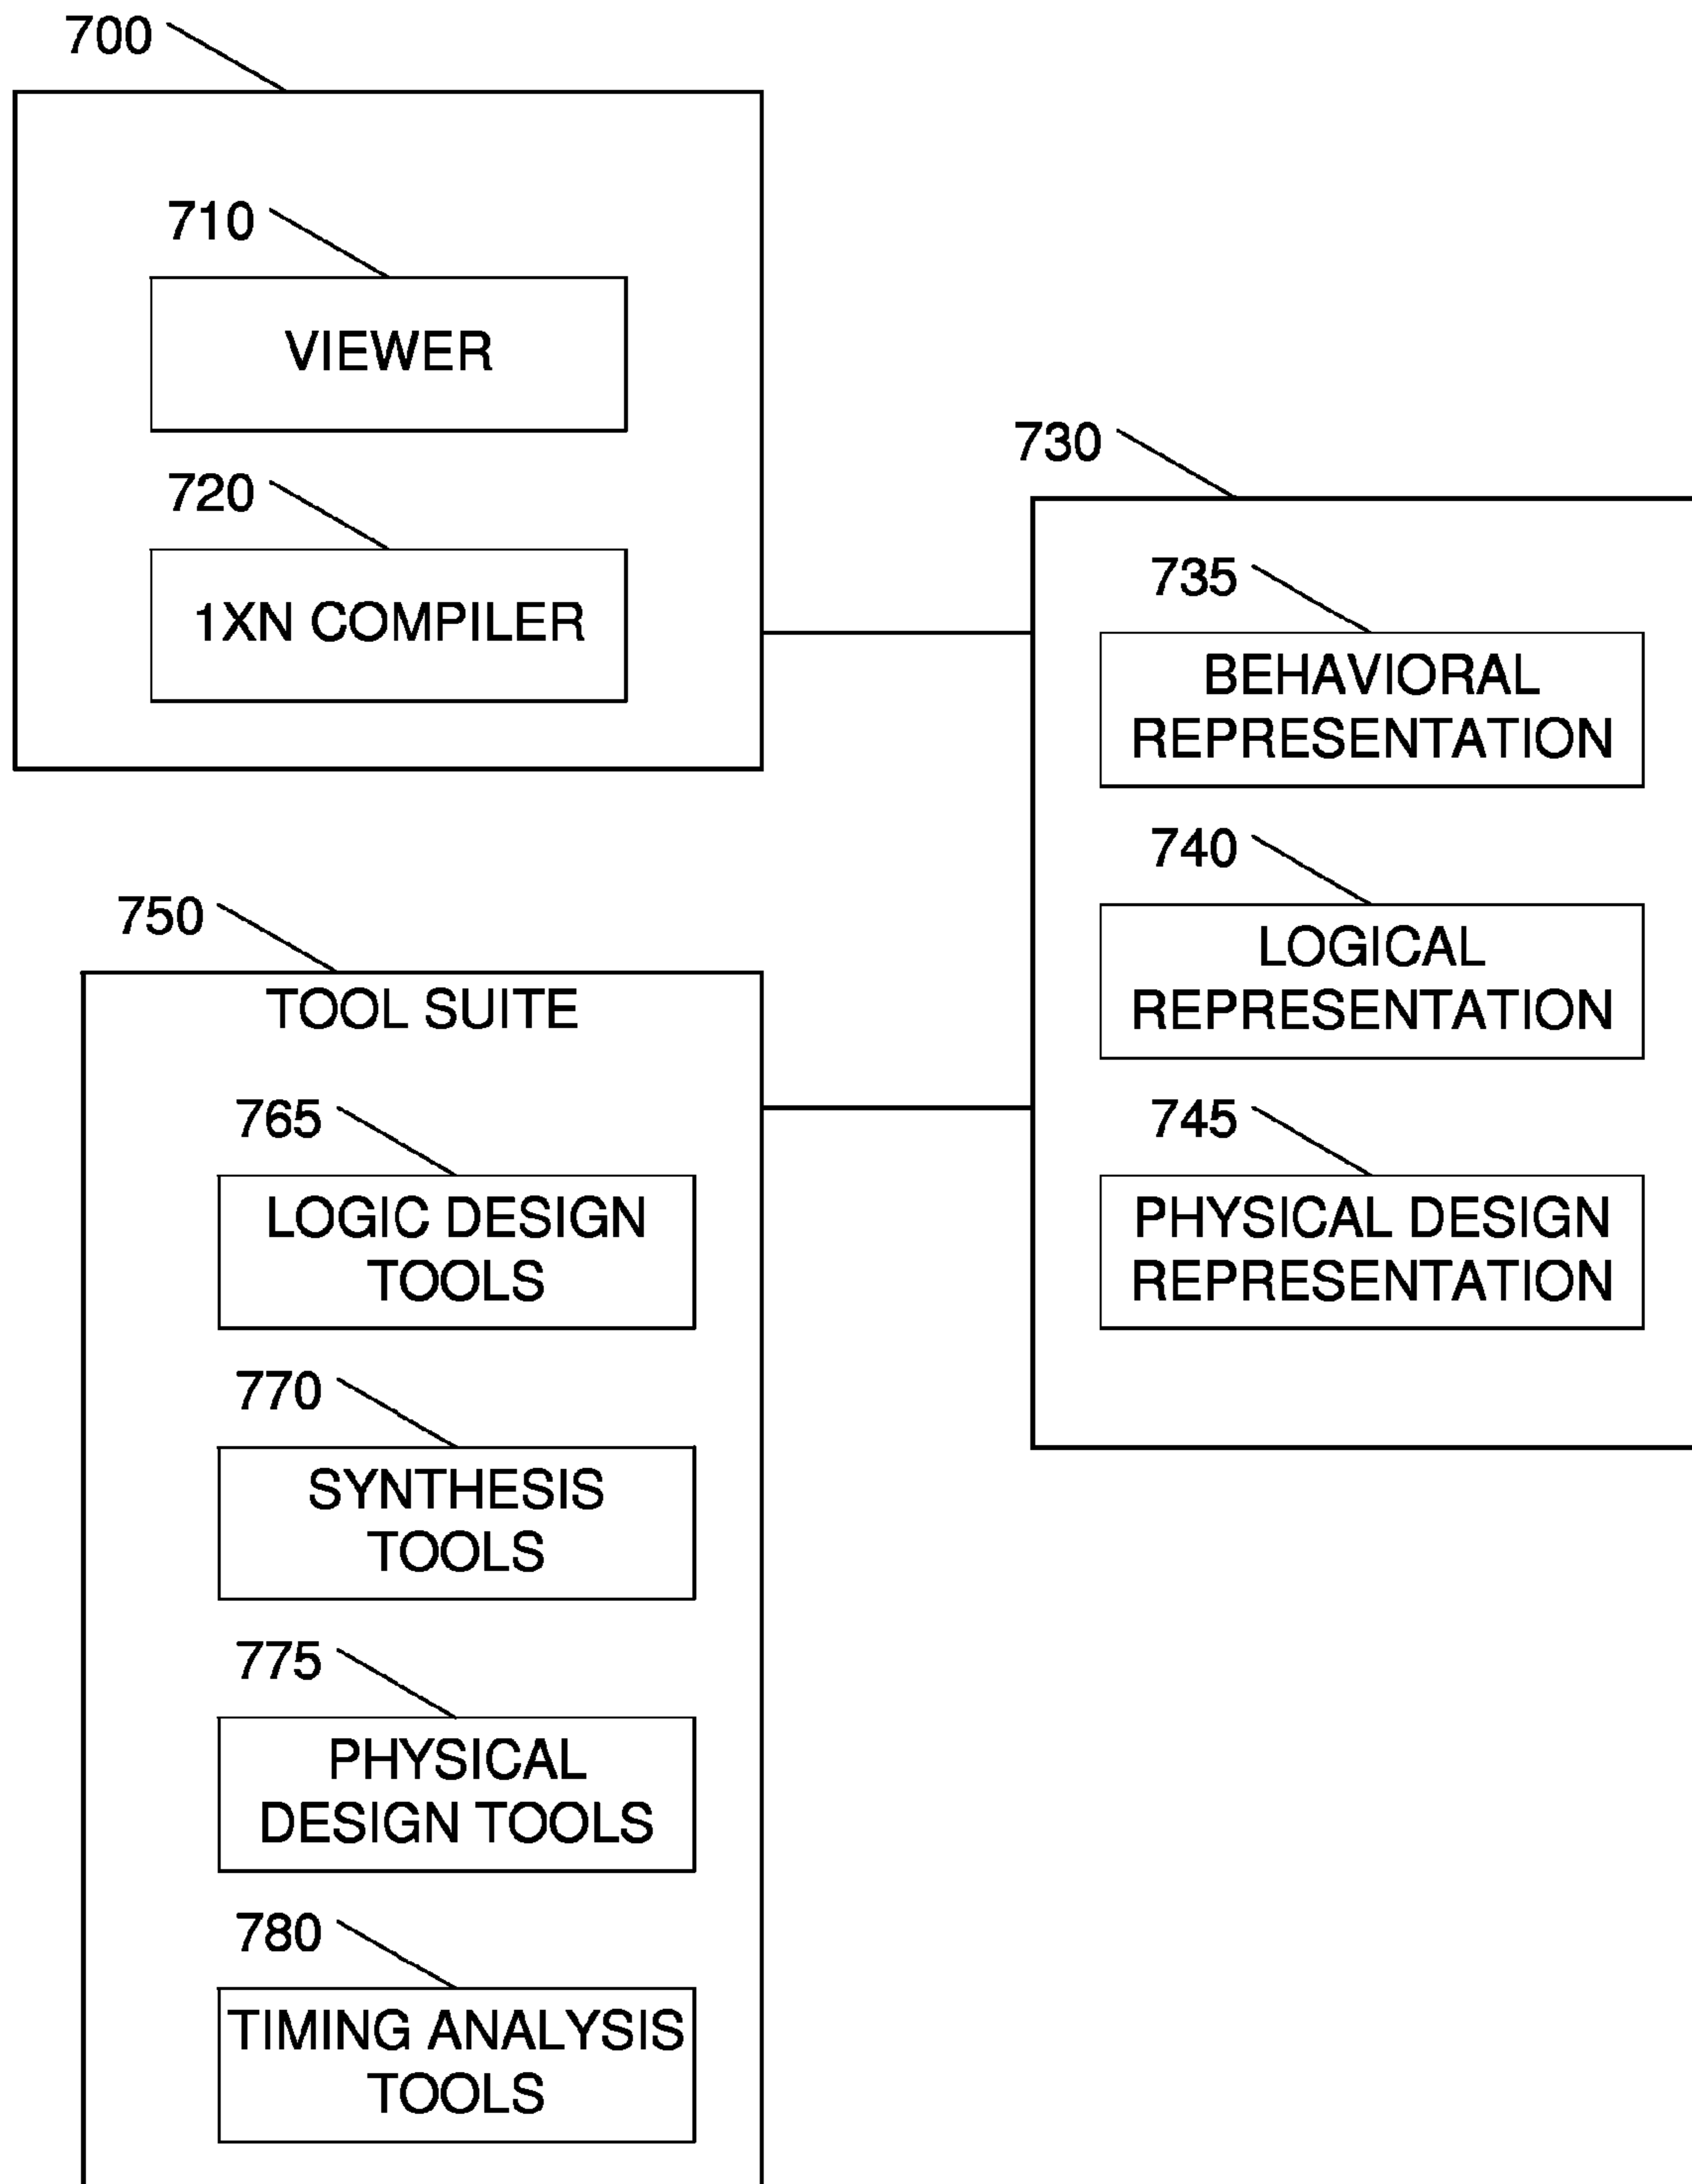 700
710
VIEWER
720
1XN COMPILER
730
735
BEHAVIORAL
REPRESENTATION
740
LOGICAL
REPRESENTATION
745
PHYSICAL DESIGN
REPRESENTATION
750
TOOL SUITE
765
LOGIC DESIGN
TOOLS
770
SYNTHESIS
TOOLS
775
PHYSICAL
DESIGN TOOLS
780
TIMING ANALYSIS
TOOLS